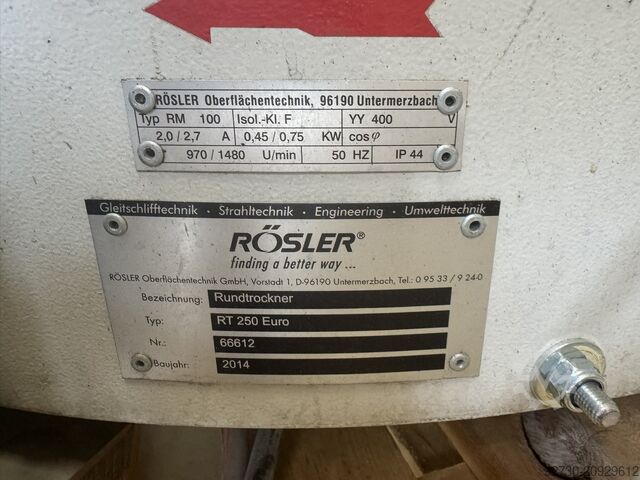 RÖSLER Oberflächentechnik, 96190 Untermerzbach
Typ RM 100 Isol.-Kl. F YY 400 V
2,0 / 2,7 A 0,45 / 0,75 KW cos φ
970 / 1480 U/min 50 HZ IP 44
Gleitschlifftechnik · Strahltechnik · Engineering · Umwelttechnik
RÖSLER®
finding a better way ...
RÖSLER Oberflächentechnik GmbH, Vorstadt 1, D-96190 Untermerzbach, Tel.: 0 95 33 / 9 24-0
Bezeichnung: Rundtrockner
Typ: RT 250 Euro
Nr.: 66612
Baujahr: 2014